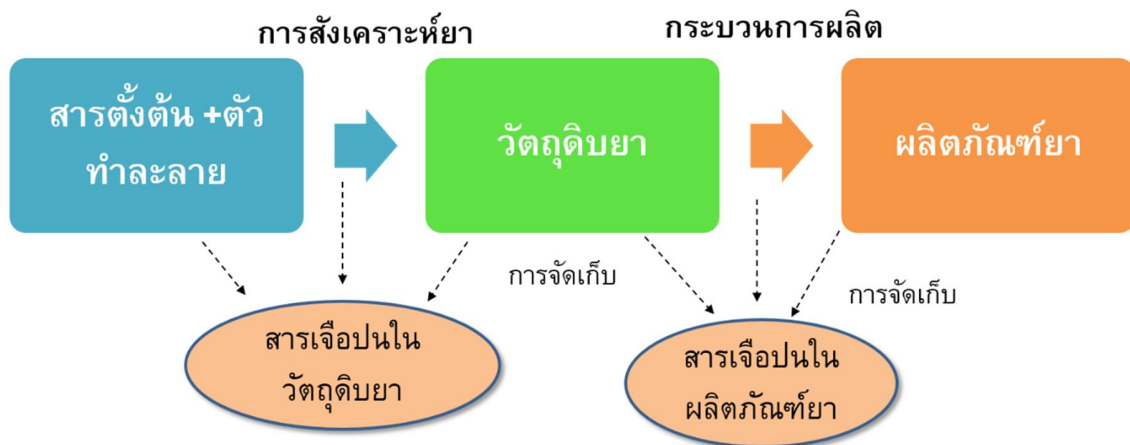 การสังเคราะห์ยา
กระบวนการผลิต
สารตั้งต้น +ตัว
ทำละลาย
วัตถุดิบยา
ผลิตภัณฑ์ยา
การจัดเก็บ
การจัดเก็บ
สารเจือปนใน
วัตถุดิบยา
สารเจือปนใน
ผลิตภัณฑ์ยา